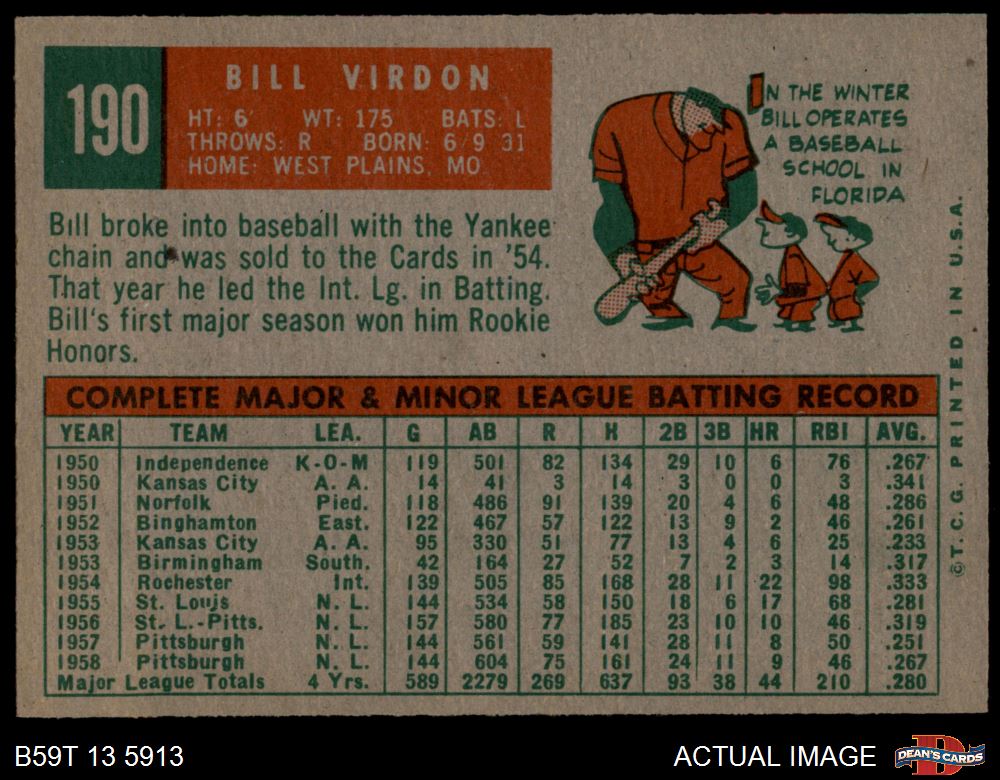 190
BILL VIRDON
HT: 6' WT: 175 BATS: L
THROWS: R BORN: 6/9 31
HOME: WEST PLAINS, MO.
Bill broke into baseball with the Yankee
chain and was sold to the Cards in '54.
That year he led the Int. Lg. in Batting.
Bill's first major season won him Rookie
Honors.
IN THE WINTER
BILL OPERATES
A BASEBALL
SCHOOL IN
FLORIDA
COMPLETE MAJOR & MINOR LEAGUE BATTING RECORD
YEAR TEAM LEA. G AB R H 2B 3B HR RBI AVG.
1950 Independence K-O-M 119 501 82 134 29 10 6 76 .267
1950 Kansas City A. A. 14 41 3 14 3 0 0 3 .341
1951 Norfolk Pied. 118 486 91 139 20 4 6 48 .286
1952 Binghamton East. 122 467 57 122 13 9 2 46 .261
1953 Kansas City A. A. 95 330 51 77 13 4 6 25 .233
1953 Birmingham South. 42 164 27 52 7 2 3 14 .317
1954 Rochester Int. 139 505 85 168 28 11 22 98 .333
1955 St. Louis N. L. 144 534 58 150 18 6 17 68 .281
1956 St. L.-Pitts. N. L. 157 580 77 185 23 10 10 46 .319
1957 Pittsburgh N. L. 144 561 59 141 28 11 8 50 .251
1958 Pittsburgh N. L. 144 604 75 161 24 11 9 46 .267
Major League Totals 4 Yrs. 589 2279 269 637 93 38 44 210 .280
©T. C. G. PRINTED IN U.S.A.
B59T 13 5913
ACTUAL IMAGE
D
DEAN'S CARDS